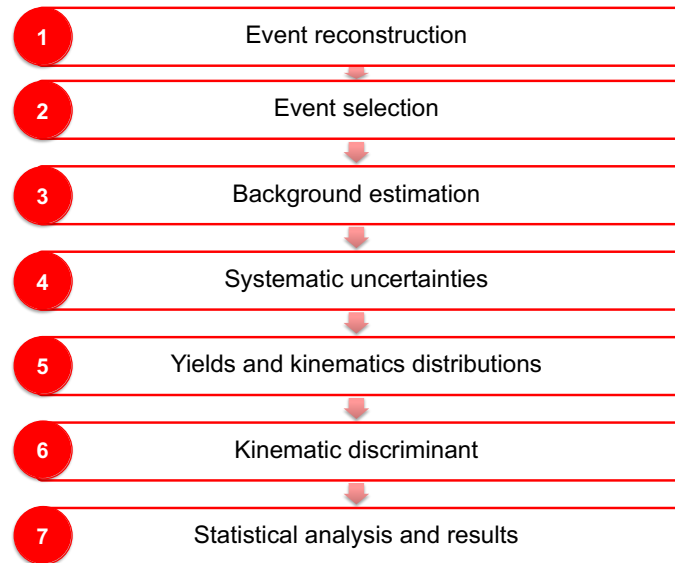 1 Event reconstruction
2 Event selection
3 Background estimation
4 Systematic uncertainties
5 Yields and kinematics distributions
6 Kinematic discriminant
7 Statistical analysis and results